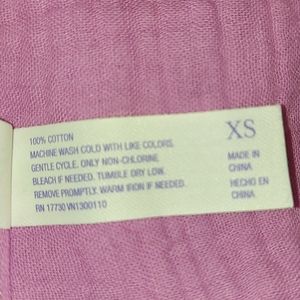 100% COTTON
MACHINE WASH COLD WITH LIKE COLORS.
GENTLE CYCLE. ONLY NON-CHLORINE
BLEACH IF NEEDED. TUMBLE DRY LOW.
REMOVE PROMPTLY. WARM IRON IF NEEDED.
RN 17730 VN1300110
XS
MADE IN
CHINA
HECHO EN
CHINA